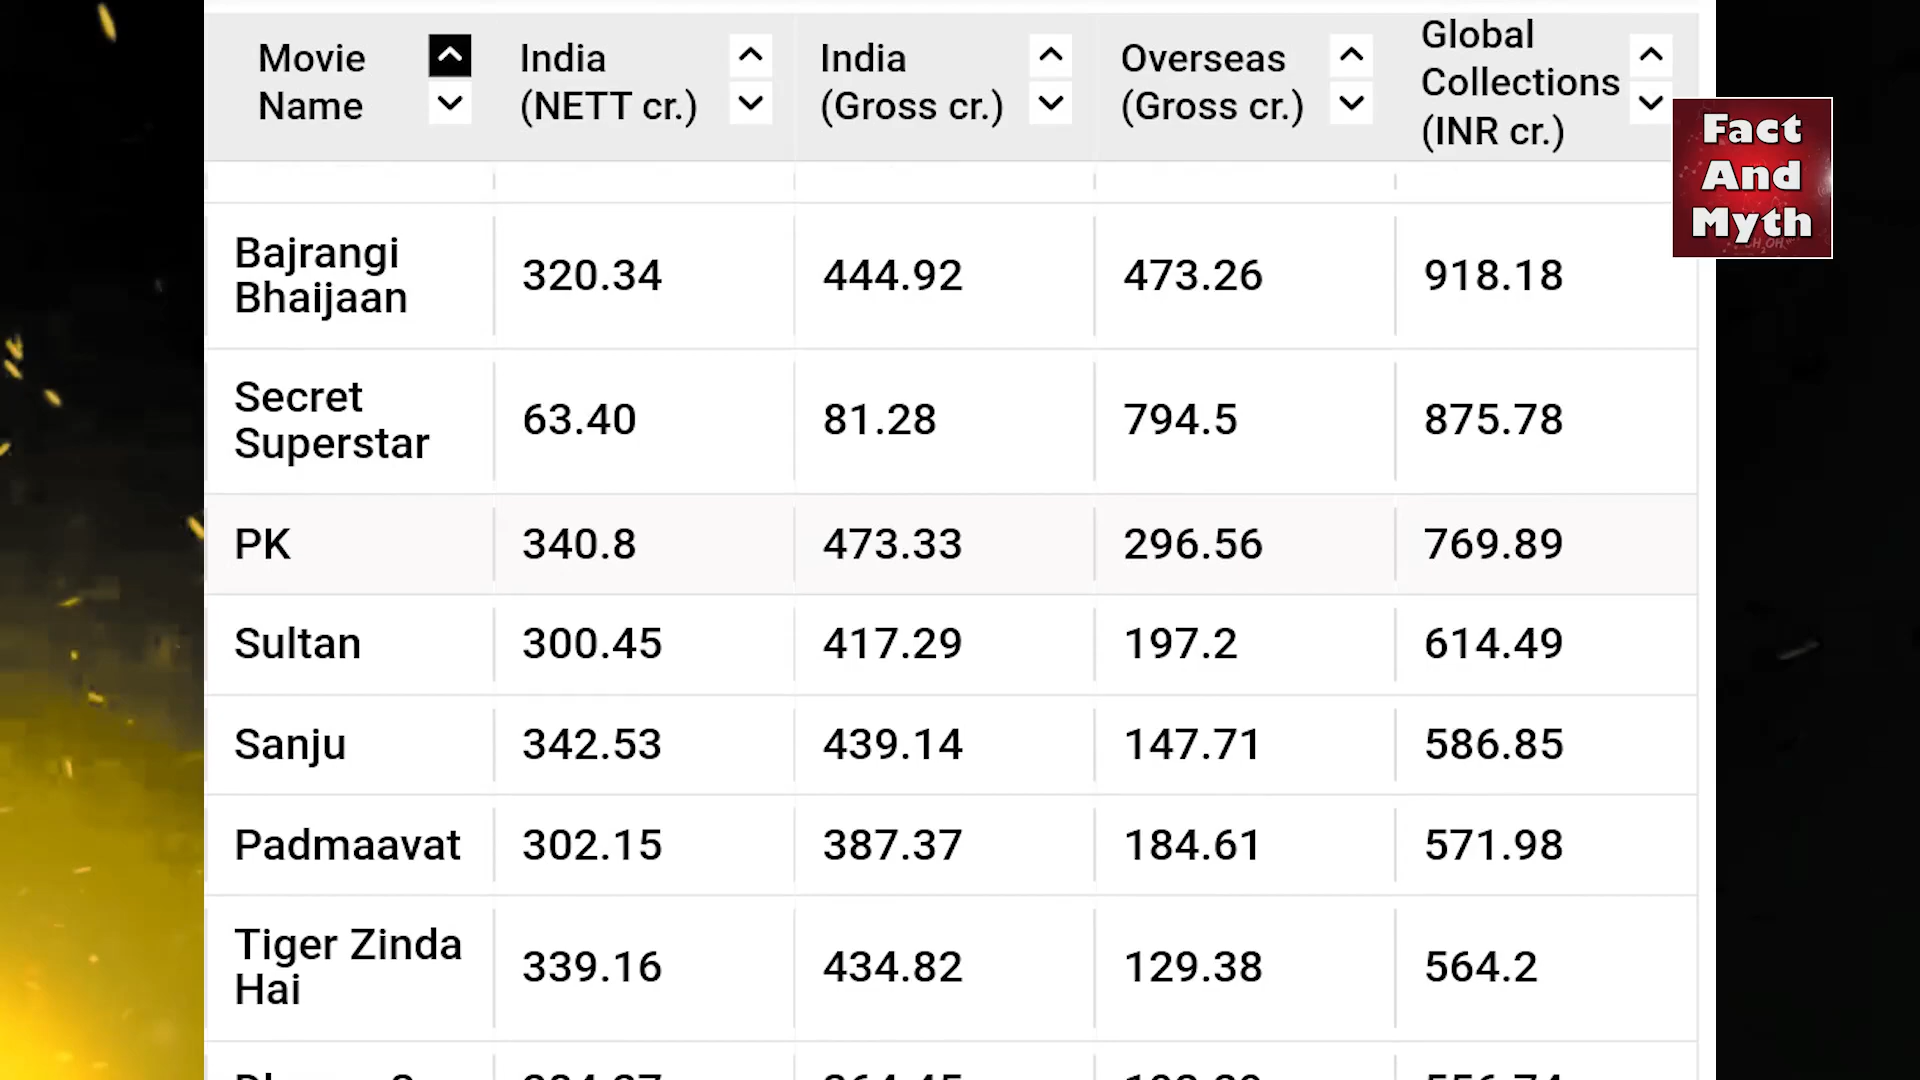 Movie Name
India (NETT cr.)
India (Gross cr.)
Overseas (Gross cr.)
Global Collections (INR cr.)
Fact
And
Myth
Bajrangi Bhaijaan 320.34 444.92 473.26 918.18
Secret Superstar 63.40 81.28 794.5 875.78
PK 340.8 473.33 296.56 769.89
Sultan 300.45 417.29 197.2 614.49
Sanju 342.53 439.14 147.71 586.85
Padmaavat 302.15 387.37 184.61 571.98
Tiger Zinda Hai 339.16 434.82 129.38 564.2